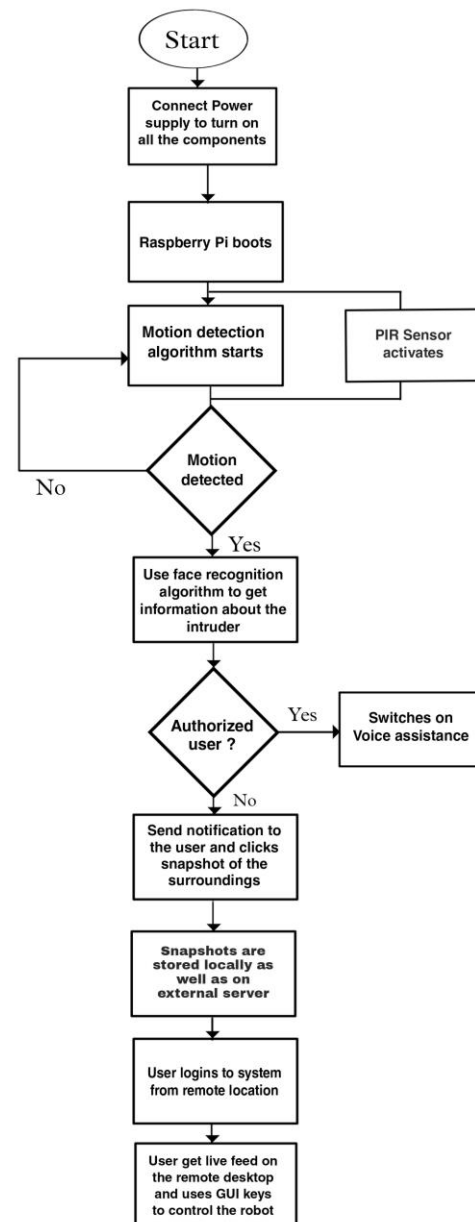 Start
Connect Power
supply to turn on
all the components
Raspberry Pi boots
Motion detection
algorithm starts
PIR Sensor
activates
Motion
detected
No
Yes
Use face recognition
algorithm to get
information about the
intruder
Authorized
user ?
Yes
Switches on
Voice assistance
No
Send notification to
the user and clicks
snapshot of the
surroundings
Snapshots are
stored locally as
well as on
external server
User logins to system
from remote location
User get live feed on
the remote desktop
and uses GUI keys
to control the robot